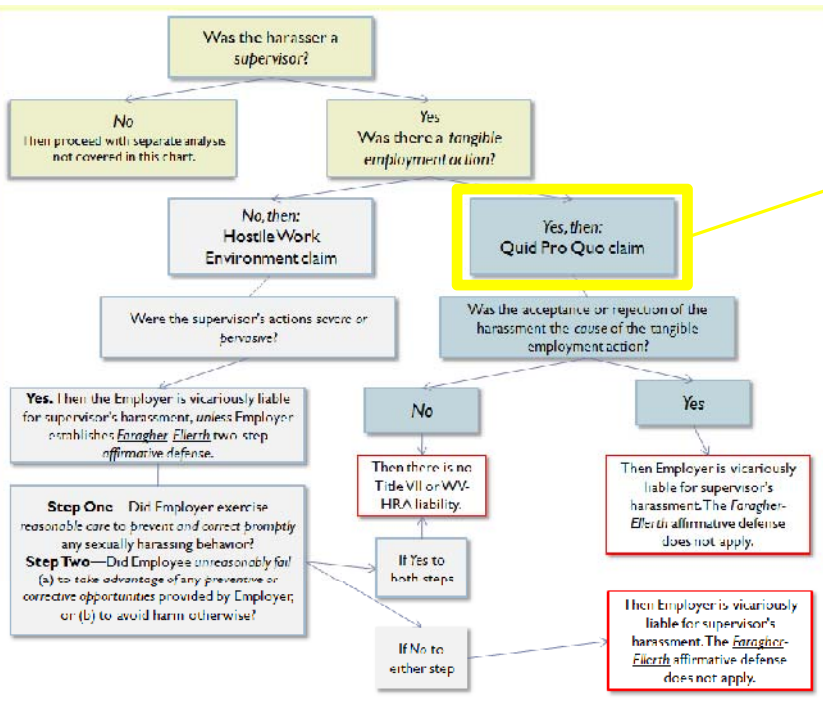 Was the harasser a
supervisor?
No
Then proceed with separate analysis
not covered in this chart.
Yes
Was there a tangible
employment action?
No, then:
Hostile Work
Environment claim
Yes, then:
Quid Pro Quo claim
Were the supervisor's actions severe or
pervasive?
Was the acceptance or rejection of the
harassment the cause of the tangible
employment action?
Yes. Then the Employer is vicariously liable
for supervisor's harassment, unless Employer
establishes Faragher Ellerth two-step
affirmative defense.
No
Yes
Then there is no
Title VII or WV-
HRA liability.
Then Employer is vicariously
liable for supervisor's
harassment. The Faragher-
Ellerth affirmative defense
does not apply.
Step One Did Employer exercise
reasonable care to prevent and correct promptly
any sexually harassing behavior?
Step Two—Did Employee unreasonably fail
(a) to take advantage of any preventive or
corrective opportunities provided by Employer,
or (b) to avoid harm otherwise?
If Yes to
both steps
If No to
either step
Then Employer is vicariously
liable for supervisor's
harassment. The Faragher-
Ellerth affirmative defense
does not apply.